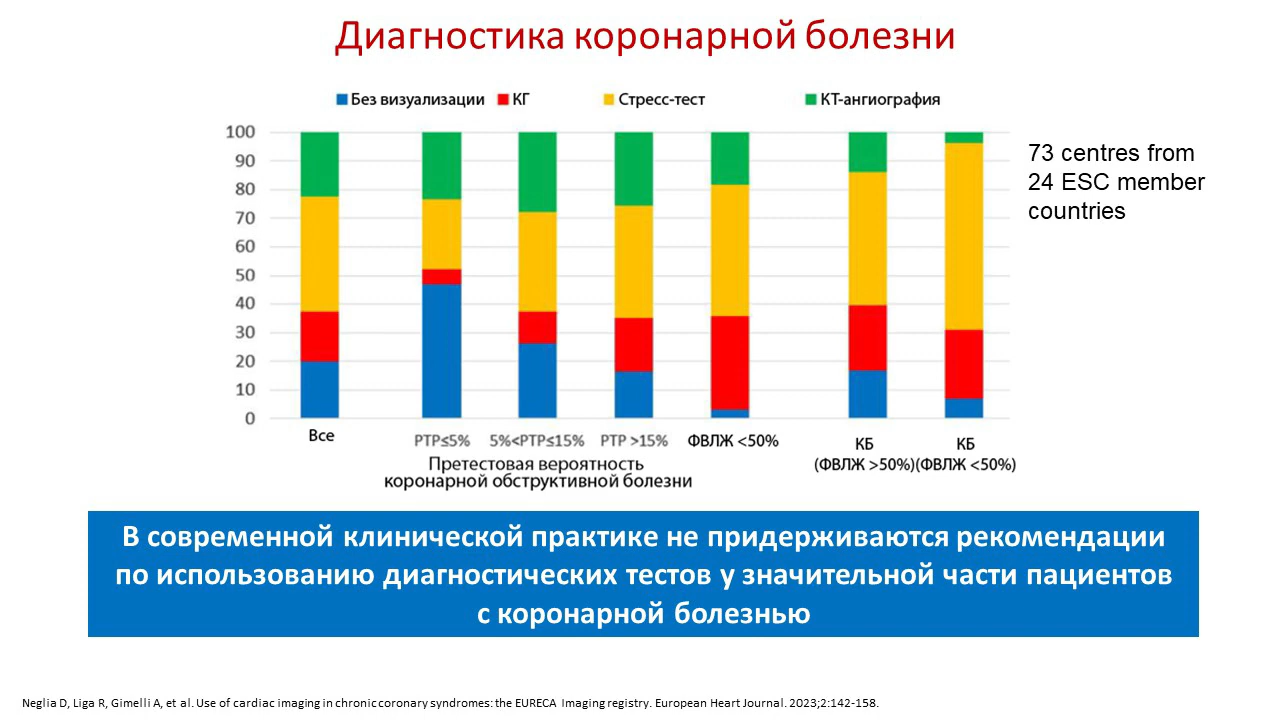 Диагностика коронарной болезни
Без визуализации КГ Стресс-тест КТ-ангиография
100
90
80
70
60
50
40
30
20
10
0
73 centres from
24 ESC member
countries
Все PTP≤5% 5%<PTP≤15% PTP >15% ФВЛЖ <50% КБ КБ
(ФВЛЖ >50%) (ФВЛЖ <50%)
Претестовая вероятность
коронарной обструктивной болезни
В современной клинической практике не придерживаются рекомендации
по использованию диагностических тестов у значительной части пациентов
с коронарной болезнью
Neglia D, Liga R, Gimelli A, et al. Use of cardiac imaging in chronic coronary syndromes: the EURECA Imaging registry. European Heart Journal. 2023;2:142-158.